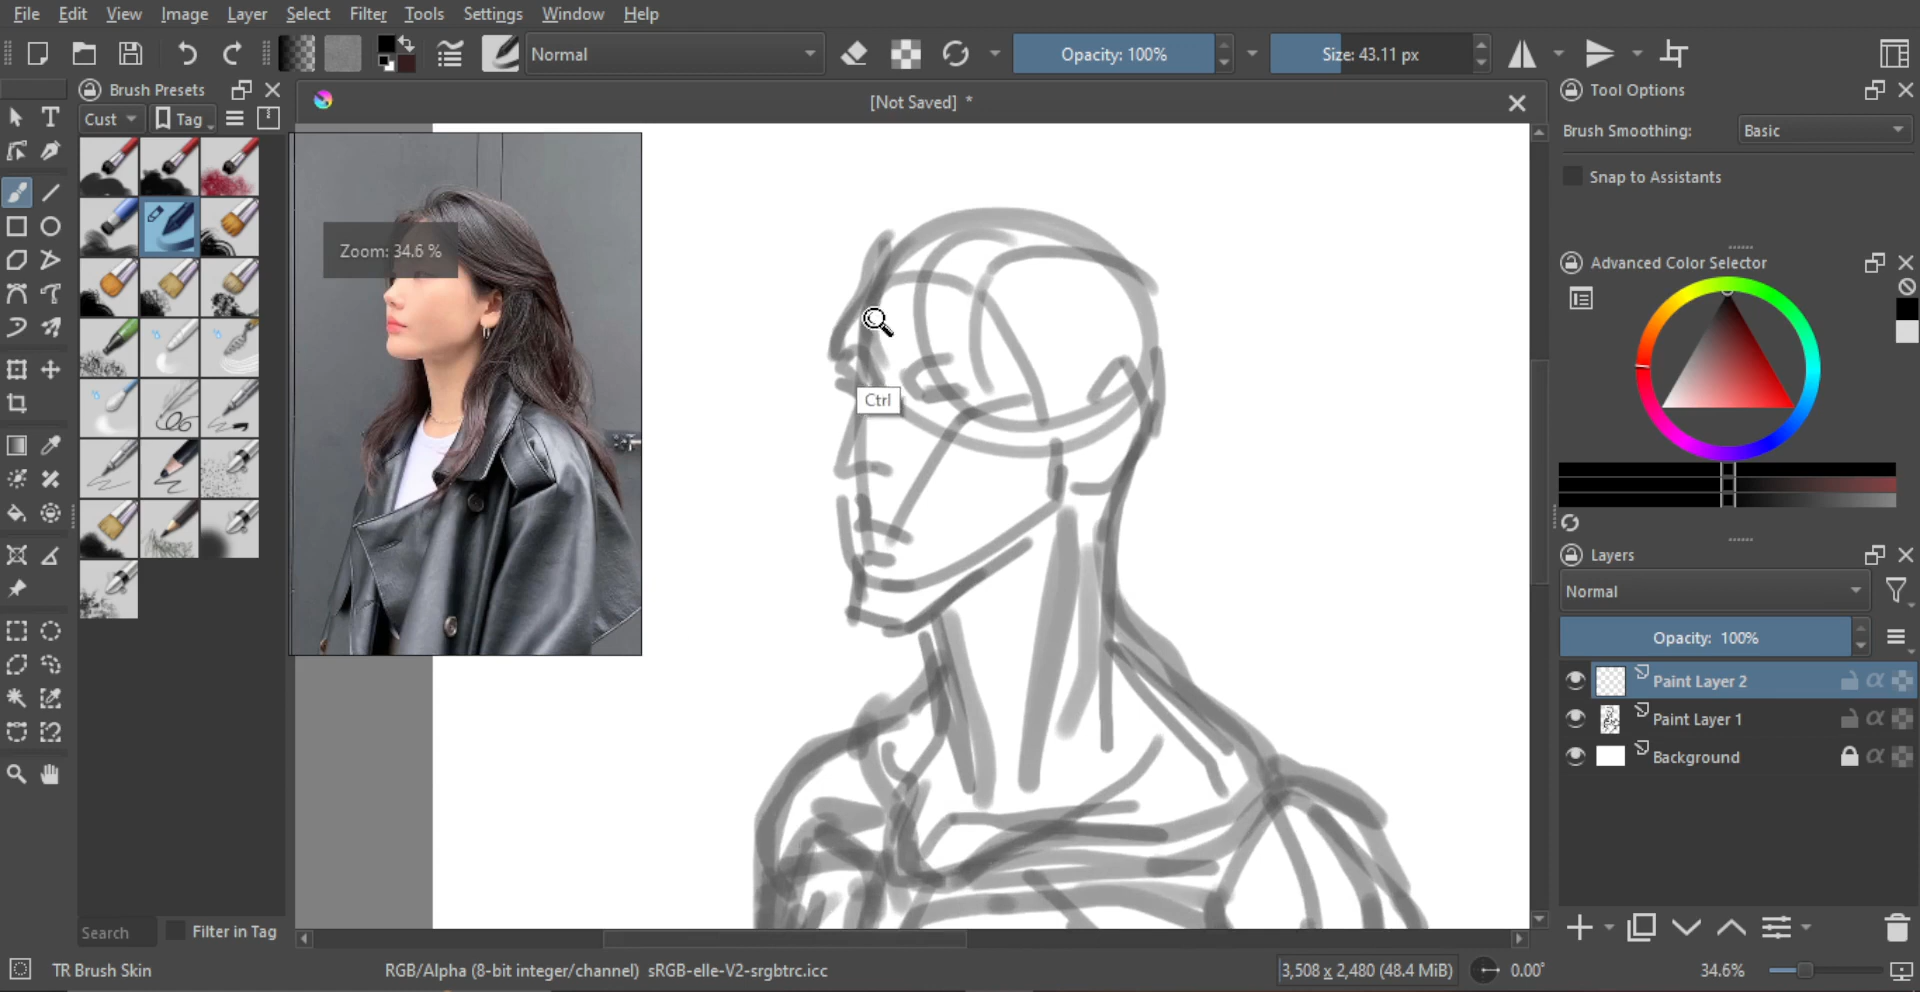 File Edit View Image Layer Select Filter Tools Settings Window Help
Normal
Opacity: 100%
Size: 43.11 px
Brush Presets
[Not Saved] *
Tool Options
Cust
Tag
Brush Smoothing:
Basic
Snap to Assistants
Zoom: 34.6 %
Advanced Color Selector
Ctrl
Layers
Normal
Opacity: 100%
Paint Layer 2
Paint Layer 1
Background
Search
Filter in Tag
TR Brush Skin
RGB/Alpha (8-bit integer/channel) sRGB-elle-V2-srgbtrc.icc
3,508 x 2,480 (48.4 MiB)
0.00°
34.6%